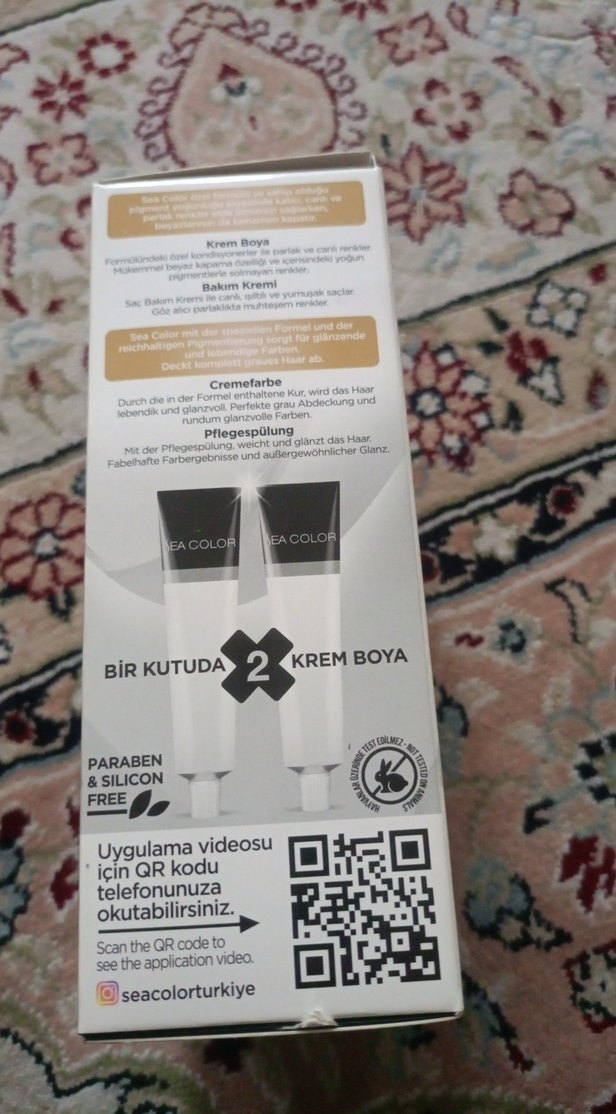 Sea Color özel formülü ve sahip olduğu
pigment yoğunluğu sayesinde kalıcı, canlı ve
parlak renkler elde etmenizi sağlarken,
beyazlarınızı da tamamen kapatır.
Krem Boya
Formülündeki özel kondisyonerler ile parlak ve canlı renkler.
Mükemmel beyaz kapama özelliği ve içerisindeki yoğun
pigmentlerle solmayan renkler.
Bakım Kremi
Saç Bakım Kremi ile canlı, ışıltılı ve yumuşak saçlar.
Göz alıcı parlaklıkta muhteşem renkler.
Sea Color mit der speziellen Formel und der
reichhaltigen Pigmentierung sorgt für glänzende
und lebendige Farben.
Deckt komplett graues Haar ab.
Cremefarbe
Durch die in der Formel enthaltene Kur, wird das Haar
lebendik und glanzvoll. Perfekte grau Abdeckung und
rundum glanzvolle Farben.
Pflegespülung
Mit der Pflegespülung, weicht und glänzt das Haar.
Fabelhafte Farbergebnisse und außergewöhnlicher Glanz.
SEA COLOR
SEA COLOR
BİR KUTUDA 2 KREM BOYA
PARABEN
& SILICON
FREE
HAYVANLAR ÜZERİNDE TEST EDİLMEZ - NOT TESTED ON ANIMALS
Uygulama videosu
için QR kodu
telefonunuza
okutabilirsiniz.
Scan the QR code to
see the application video.
seacolorturkiye